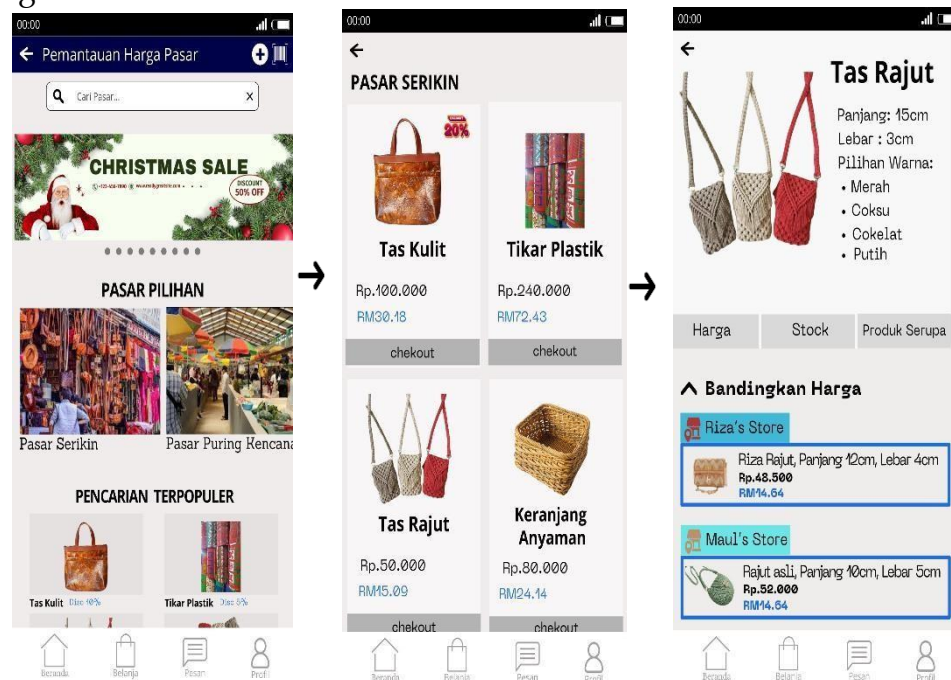 00:00
Pemantauan Harga Pasar
Cari Pasar...
X
CHRISTMAS SALE
DISCOUNT
50% OFF
PASAR PILIHAN
Pasar Serikin
Pasar Puring Kencana
PENCARIAN TERPOPULER
Tas Kulit Disc 10%
Tikar Plastik Disc 5%
Beranda
Belanja
Pesan
Profil
00:00
PASAR SERIKIN
20%
Tas Kulit
Rp.100.000
RM30.18
chekout
Tikar Plastik
Rp.240.000
RM72.43
chekout
Tas Rajut
Rp.50.000
RM15.09
chekout
Keranjang
Anyaman
Rp.80.000
RM24.14
chekout
Beranda
Belanja
Pesan
Profil
00:00
Tas Rajut
Panjang: 15cm
Lebar : 3cm
Pilihan Warna:
• Merah
• Coksu
• Cokelat
• Putih
Harga
Stock
Produk Serupa
Bandingkan Harga
Riza's Store
Riza Rajut, Panjang 12cm, Lebar 4cm
Rp.48.500
RM14.64
Maul's Store
Rajut asli, Panjang 10cm, Lebar 5cm
Rp.52.000
RM14.64
Beranda
Belanja
Pesan
Profil